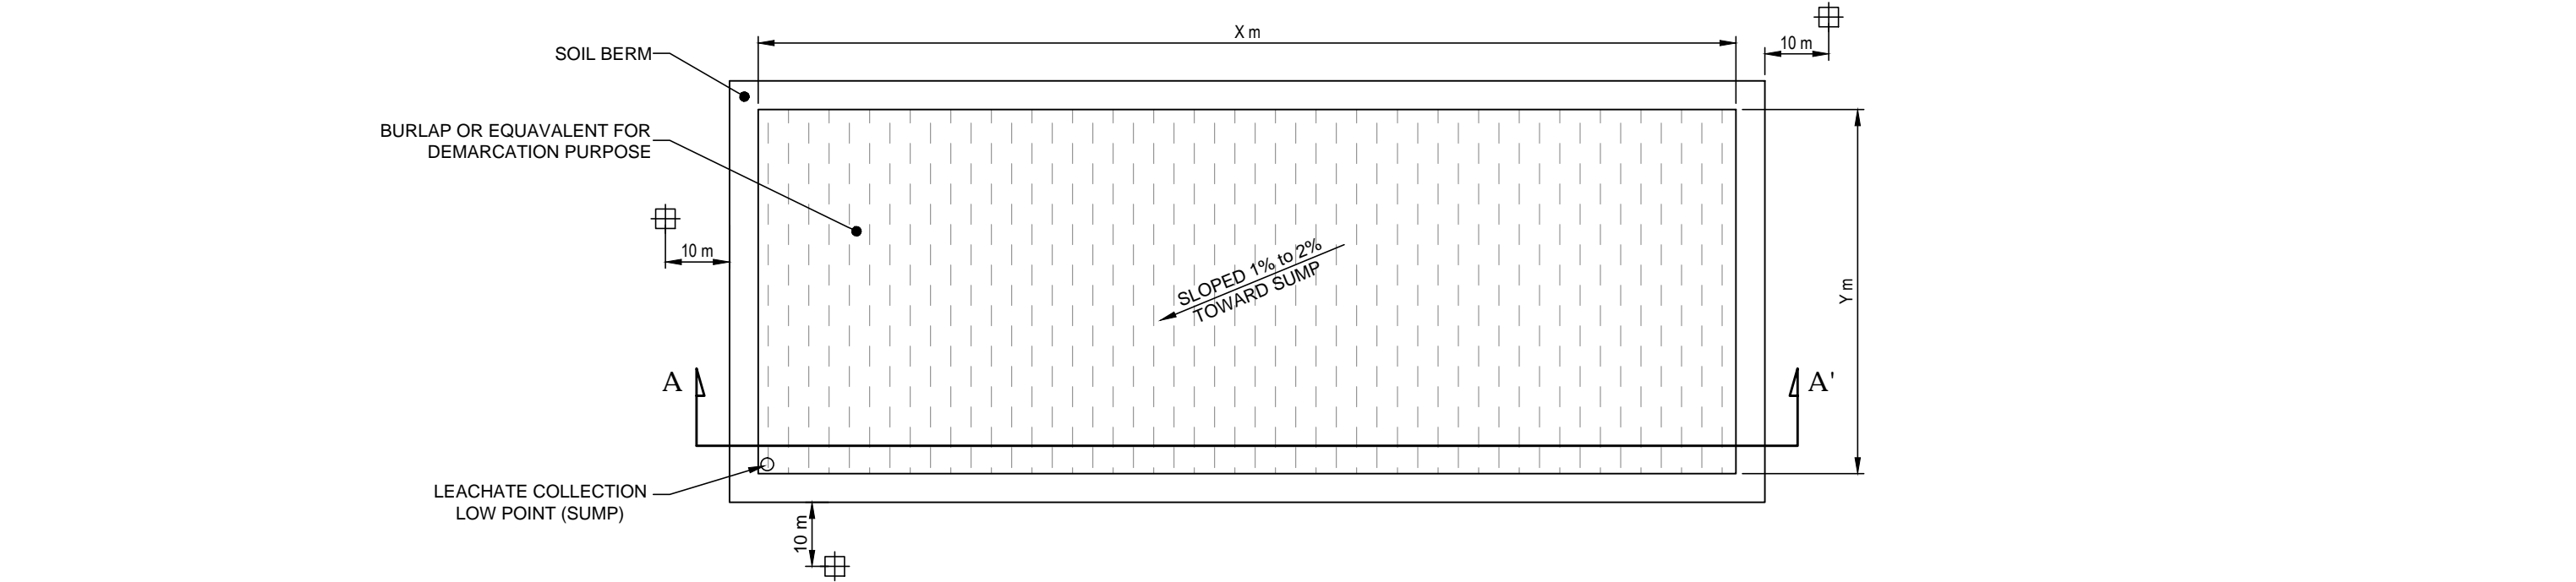 X m
10 m
SOIL BERM
BURLAP OR EQUAVALENT FOR
DEMARCATION PURPOSE
10 m
SLOPED 1% to 2%
TOWARD SUMP
Y m
A
A'
LEACHATE COLLECTION
LOW POINT (SUMP)
10 m